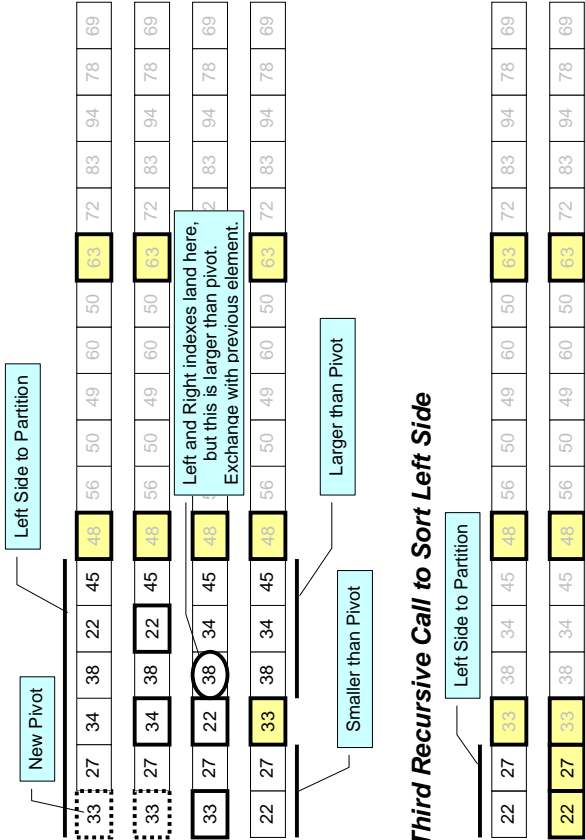 Left Side to Partition
New Pivot
33 27 34 38 22 45 48 56 50 49 60 50 63 72 83 94 78 69
33 27 34 38 22 45 48 56 50 49 60 50 63 72 83 94 78 69
Left and Right indexes land here,
but this is larger than pivot.
Exchange with previous element.
33 27 22 38 34 45 48 83 94 78 69
22 27 33 38 34 45 48 56 50 49 60 50 63 72 83 94 78 69
Larger than Pivot
Smaller than Pivot
Third Recursive Call to Sort Left Side
Left Side to Partition
22 27 33 38 34 45 48 56 50 49 60 50 63 72 83 94 78 69
22 27 33 38 34 45 48 56 50 49 60 50 63 72 83 94 78 69